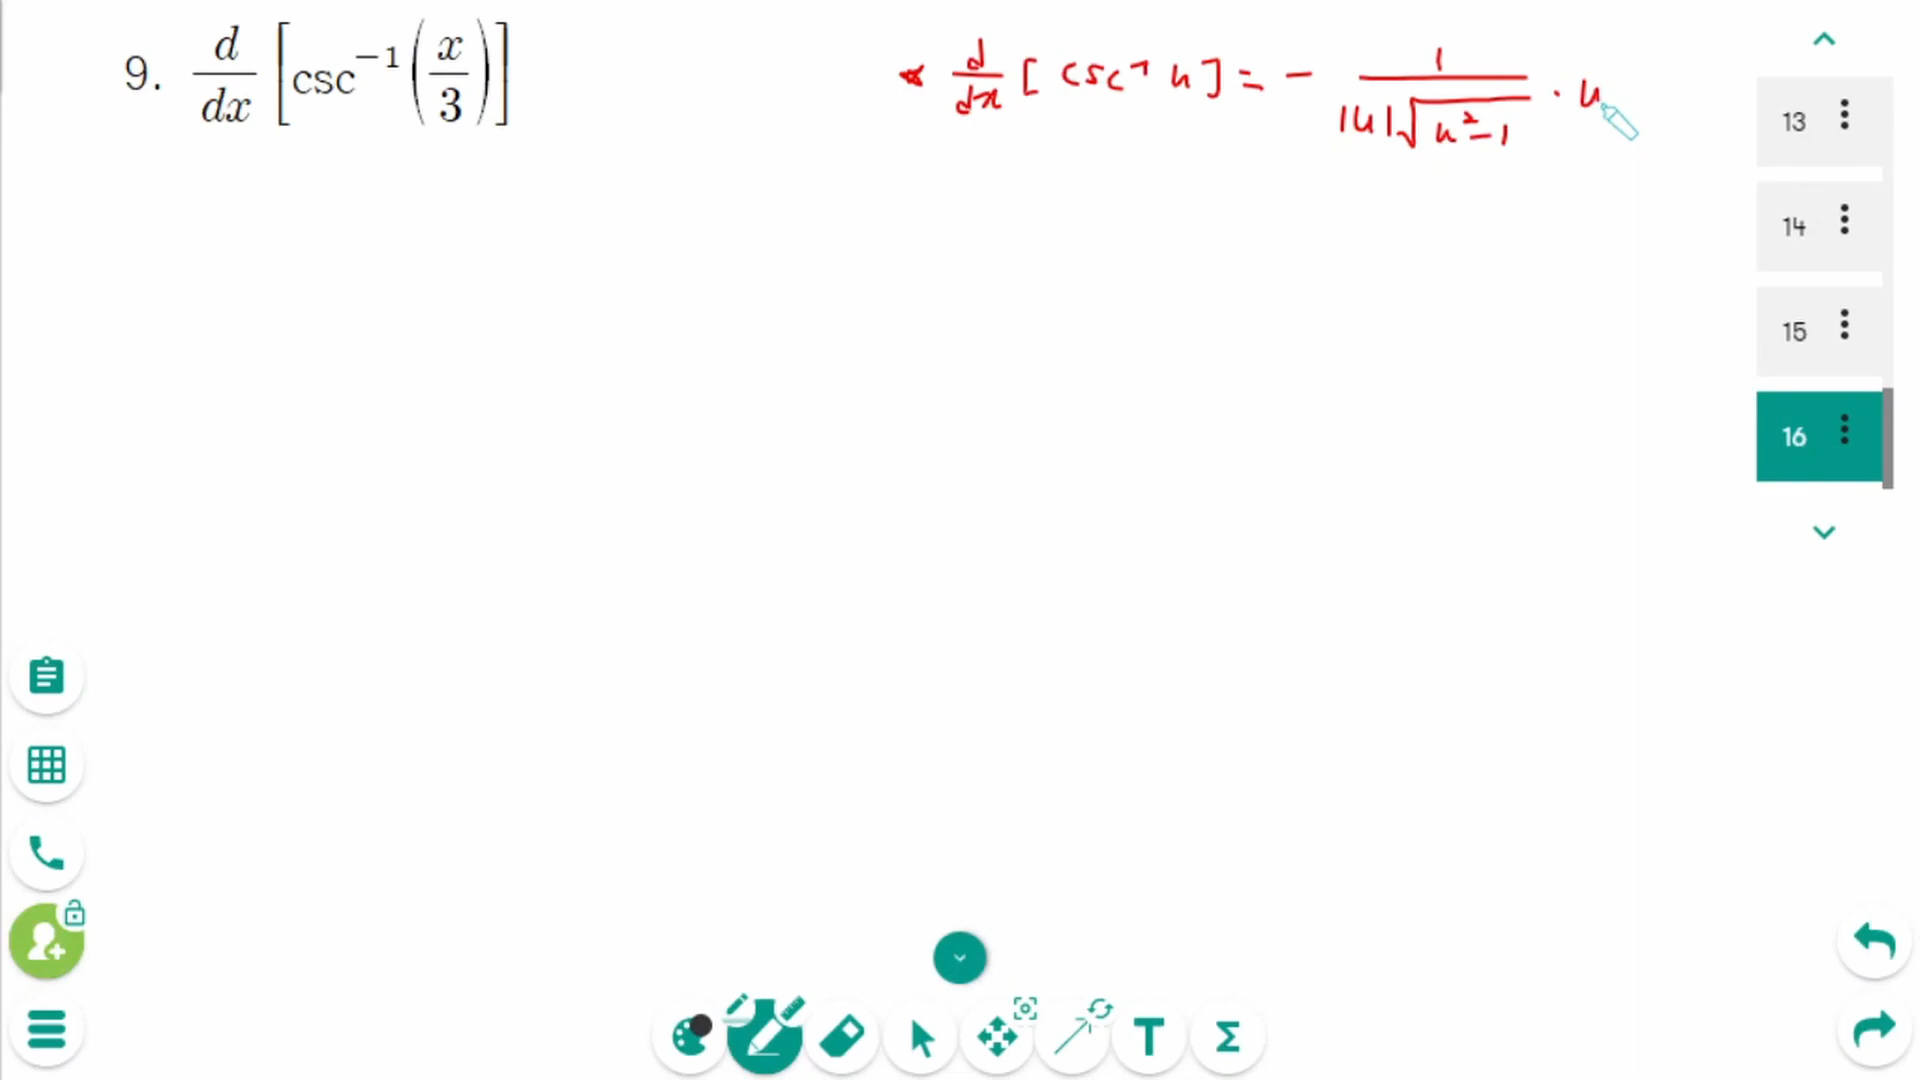 9. d/dx [csc⁻¹(x/3)]
* d/dx [csc⁻¹ u] = - 1/(|u|√(u²-1)) · u
13
14
15
16
T
Σ